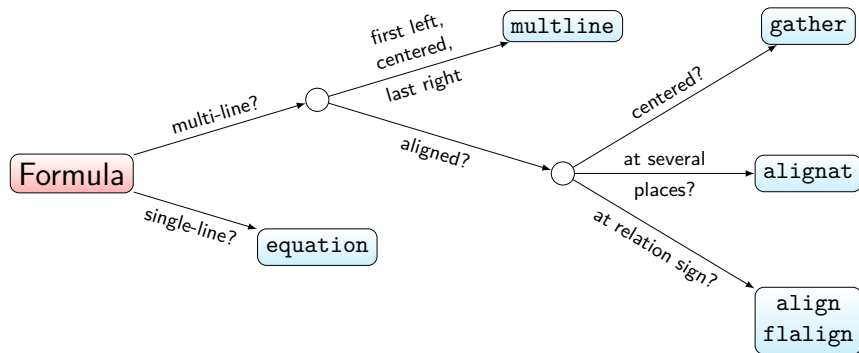 first left,
centered,
last right
multline
gather
multi-line?
centered?
aligned?
Formula
at several
places?
alignat
single-line?
equation
at relation sign?
align
flalign